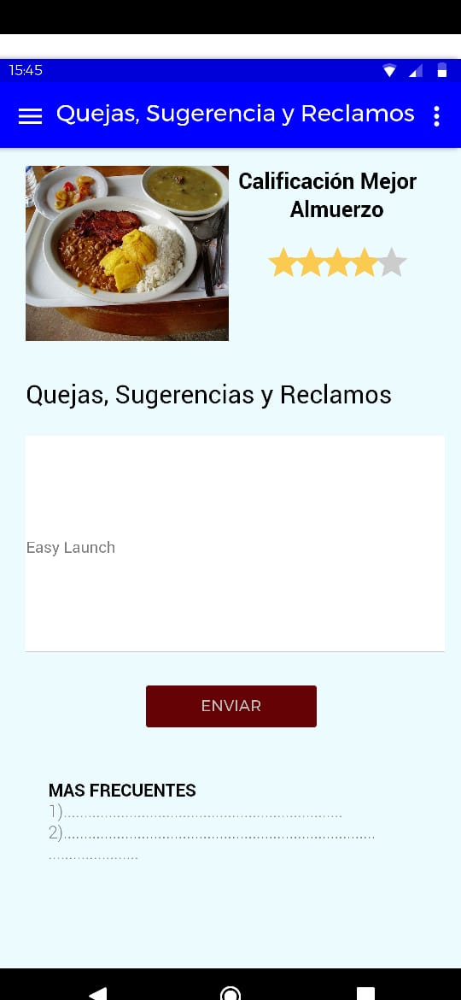 15:45
Quejas, Sugerencia y Reclamos
Calificación Mejor
Almuerzo
Quejas, Sugerencias y Reclamos
Easy Launch
ENVIAR
MAS FRECUENTES
1)....................................................................
2)............................................................................
......................